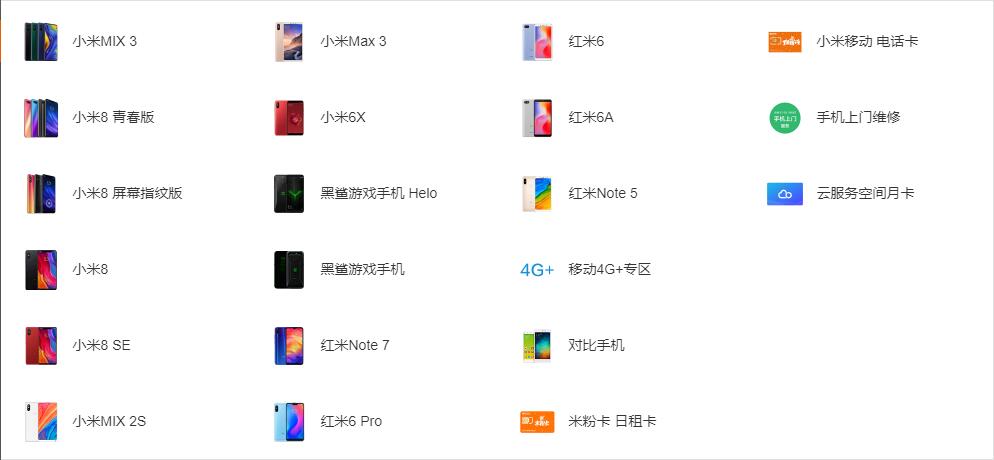 小米MIX 3
小米8 青春版
小米8 屏幕指纹版
小米8
小米8 SE
小米MIX 2S
小米Max 3
小米6X
黑鲨游戏手机 Helo
黑鲨游戏手机
红米Note 7
红米6 Pro
红米6
红米6A
红米Note 5
4G+ 移动4G+专区
对比手机
米粉卡 日租卡
小米移动 电话卡
手机上门
手机上门维修
云服务空间月卡